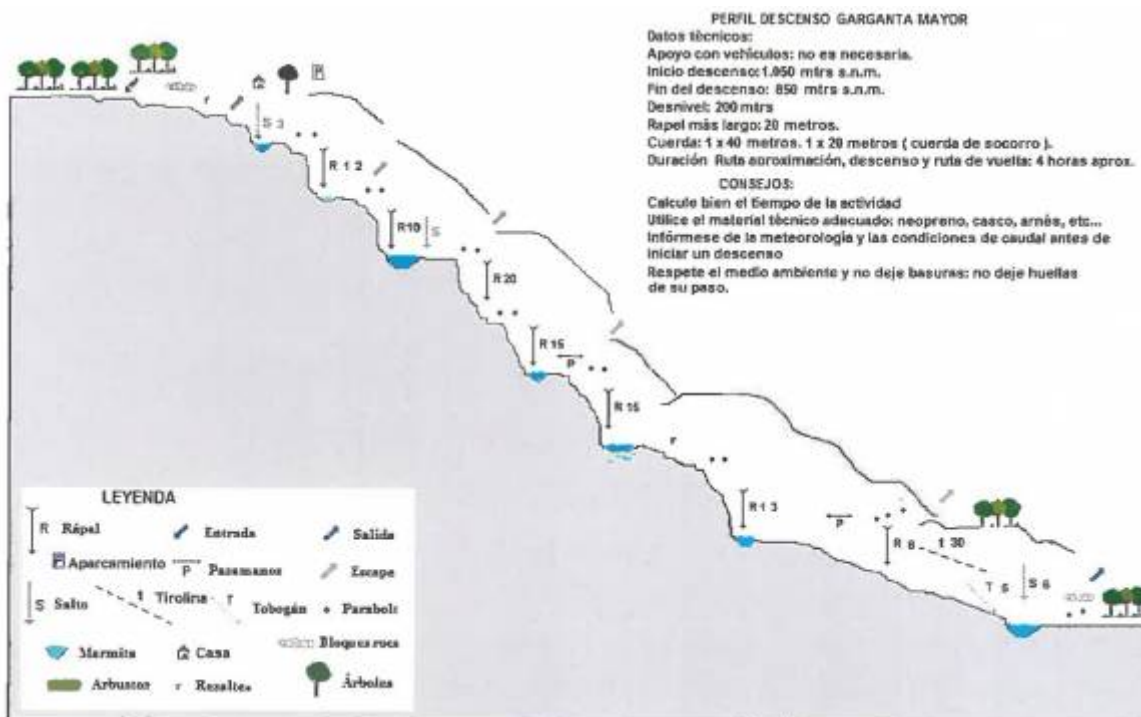 PERFIL DESCENSO GARGANTA MAYOR
Datos técnicos:
Apoyo con vehículos: no es necesaria.
Inicio descenso: 1.050 mtrs s.n.m.
Fin del descenso: 850 mtrs s.n.m.
Desnivel: 200 mtrs
Rapel más largo: 20 metros.
Cuerda: 1 x 40 metros. 1 x 20 metros ( cuerda de socorro ).
Duración Ruta aproximación, descenso y ruta de vuelta: 4 horas aprox.
CONSEJOS:
Calcule bien el tiempo de la actividad
Utilice el material técnico adecuado: neopreno, casco, arnés, etc...
Infórmese de la meteorología y las condiciones de caudal antes de
iniciar un descenso
Respete el medio ambiente y no deje basuras: no deje huellas
de su paso.
r
P
S 3
R 1 2
R10
S
R 20
R 15
P
R 15
r
R 1 3
P
R 8
t 30
T 5
S 6
LEYENDA
R Rápal
Entrada
Salida
P Aparcamiento
P Pasamanos
Escape
S Salto
t Tirolina
T Tobogán
Parabolt
Marmita
Casa
Bloques roca
Arbustos
r Resaltes
Árboles